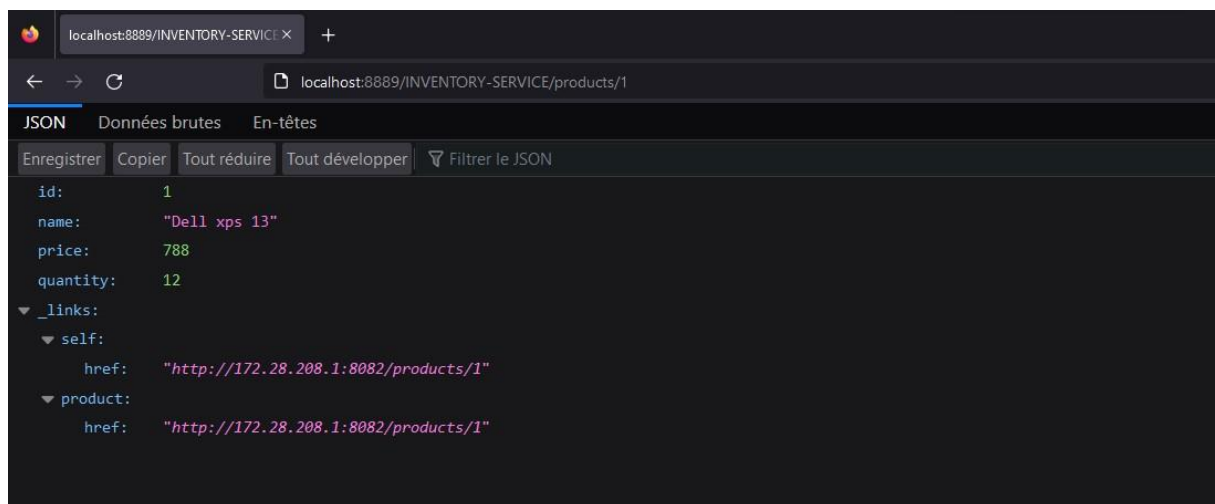 localhost:8889/INVENTORY-SERVICE
localhost:8889/INVENTORY-SERVICE/products/1
JSON Données brutes En-têtes
Enregistrer Copier Tout réduire Tout développer Filtrer le JSON
id: 1
name: "Dell xps 13"
price: 788
quantity: 12
_links:
self:
href: "http://172.28.208.1:8082/products/1"
product:
href: "http://172.28.208.1:8082/products/1"